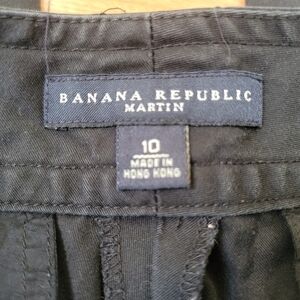 BANANA REPUBLIC
MARTIN
10
MADE IN
HONG KONG